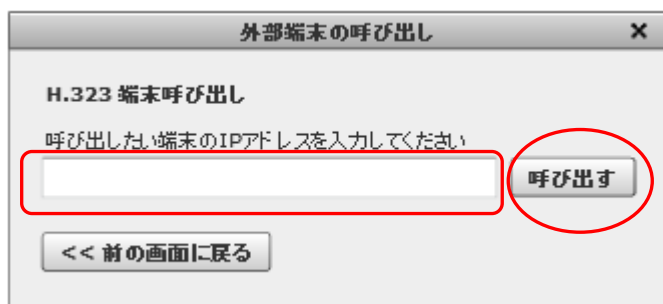 外部端末の呼び出し ×
H.323 端末呼び出し
呼び出したい端末のIPアドレスを入力してください
呼び出す
<< 前の画面に戻る